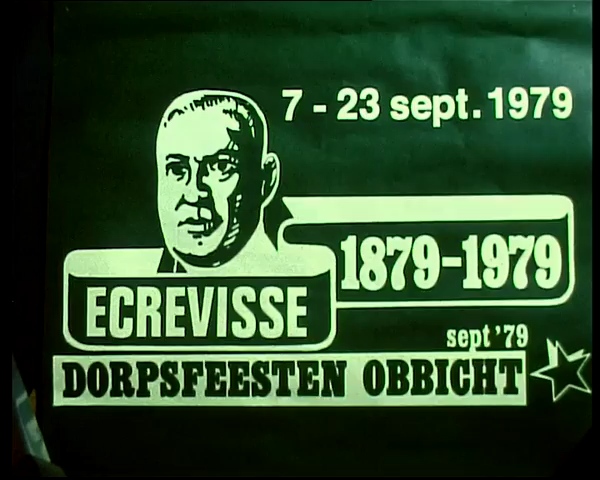 7 - 23 sept. 1979
1879-1979
ECREVISSE
sept '79
DORPSFEESTEN OBBICHT